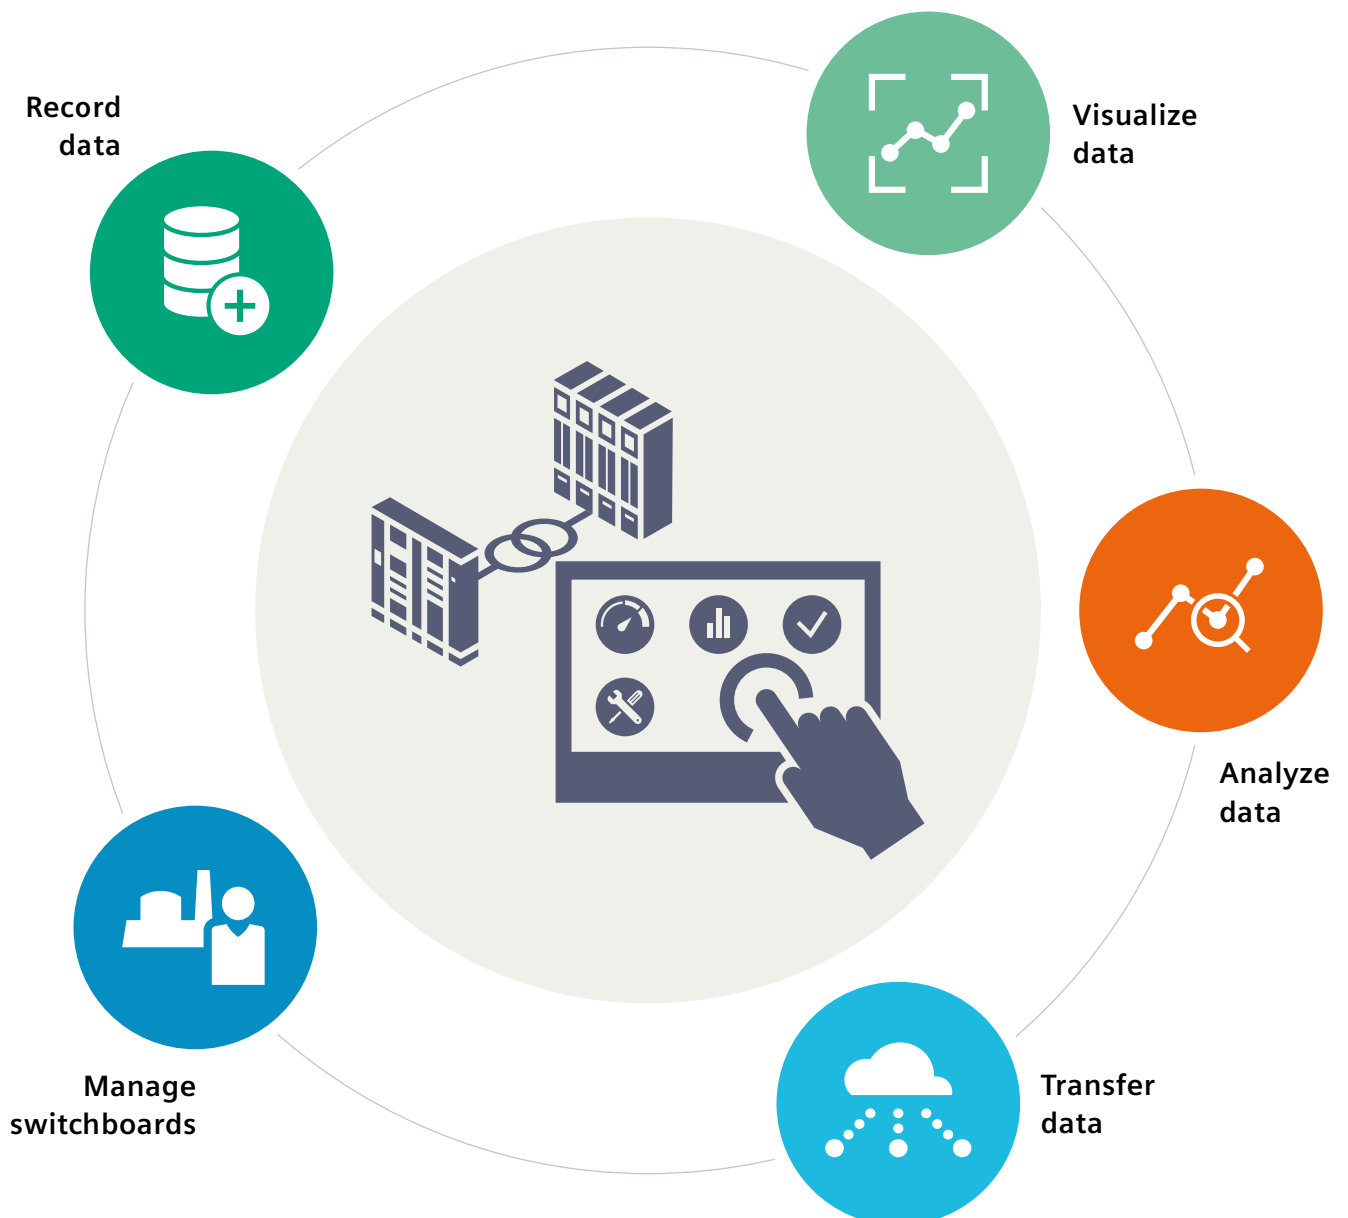 Record
data
Visualize
data
Analyze
data
Transfer
data
Manage
switchboards